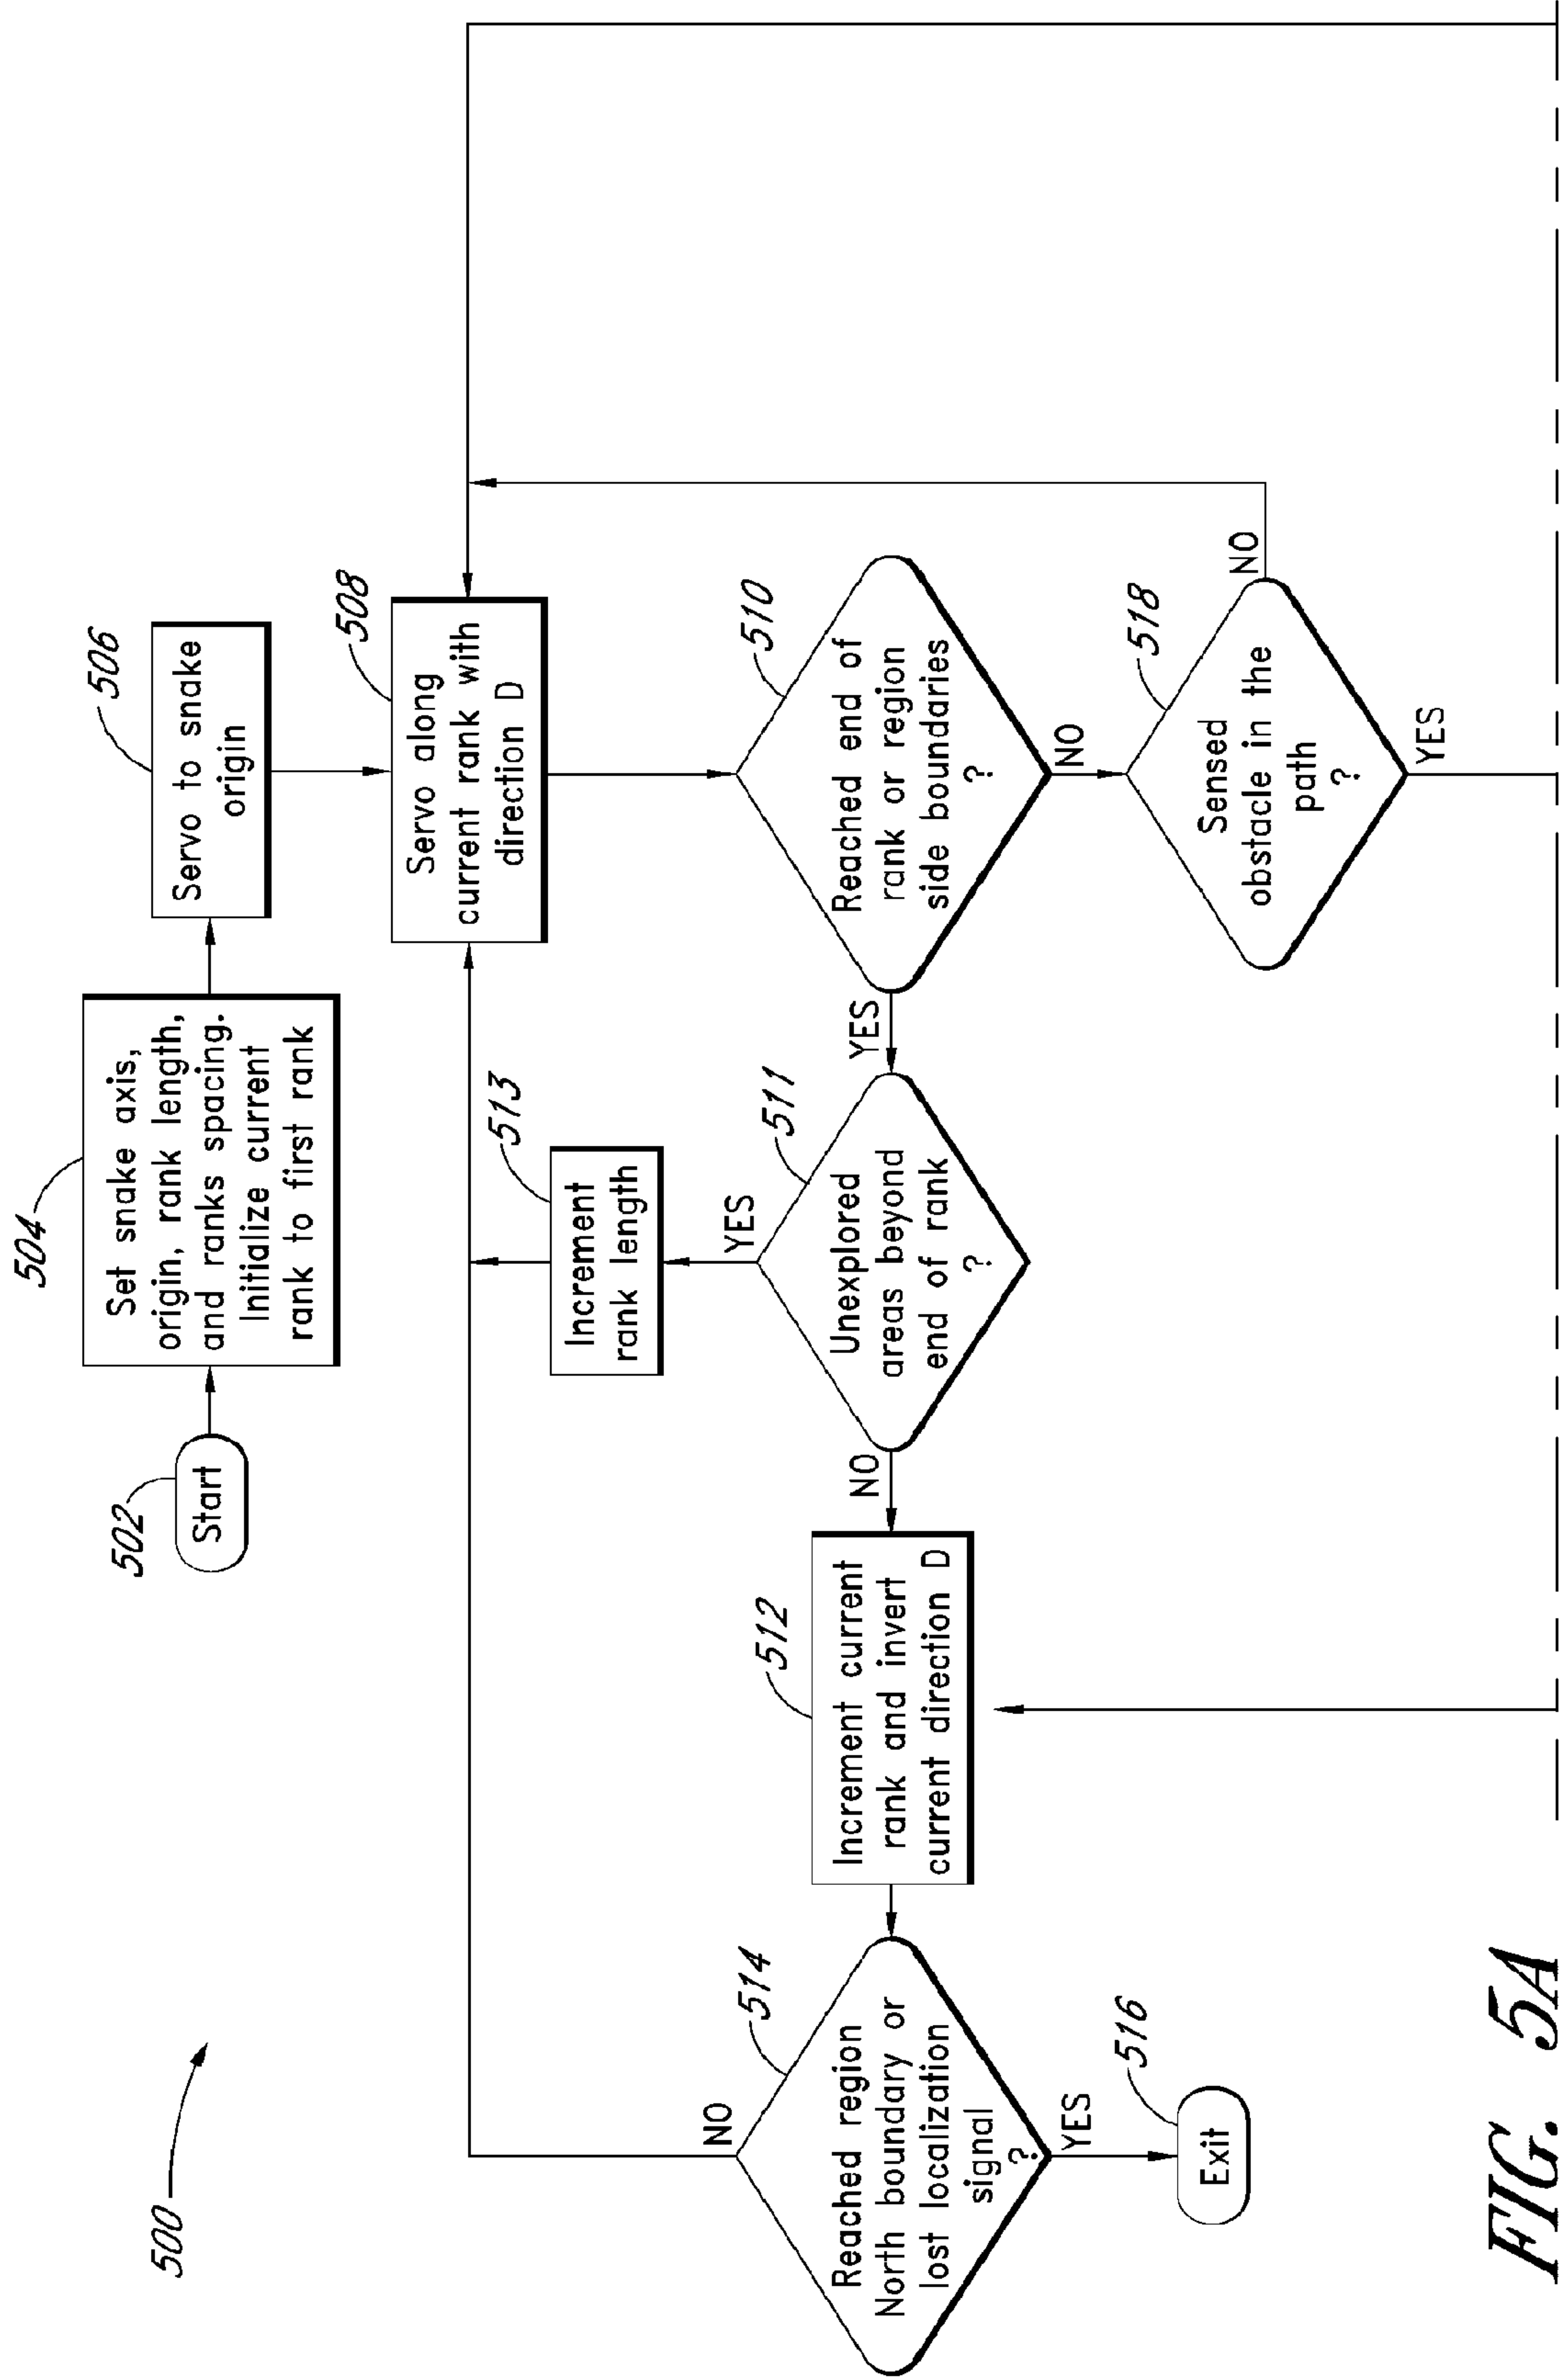 500
502
Start
504
Set snake axis,
origin, rank length,
and ranks spacing.
Initialize current
rank to first rank
506
Servo to snake
origin
508
Servo along
current rank with
direction D
510
Reached end of
rank or region
side boundaries
?
YES
NO
511
Unexplored
areas beyond
end of rank
?
YES
NO
513
Increment
rank length
512
Increment current
rank and invert
current direction D
514
Reached region
North boundary or
lost localization
signal
?
NO
YES
516
Exit
518
Sensed
obstacle in the
path
?
NO
YES
FIG. 5A